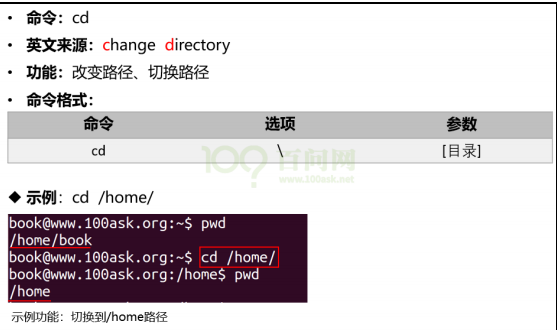 • 命令：cd
• 英文来源：change directory
• 功能：改变路径、切换路径
• 命令格式：
命令 选项 参数
cd \ [目录]
100 百问网
www.100ask.net
◆ 示例：cd /home/
book@www.100ask.org:~$ pwd
/home/book
book@www.100ask.org:~$ cd /home/
book@www.100ask.org:/home$ pwd
/home
示例功能：切换到/home路径